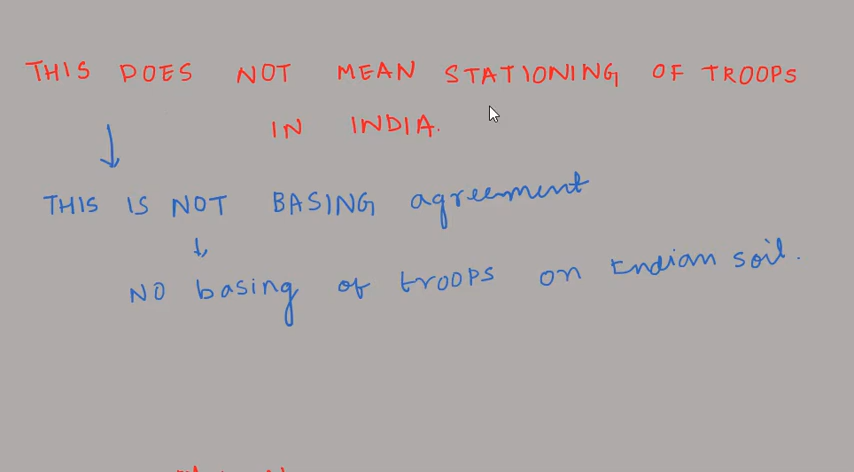 THIS DOES NOT MEAN STATIONING OF TROOPS
IN INDIA.
THIS IS NOT BASING agreement
NO basing of trOOPS on Indian soil.